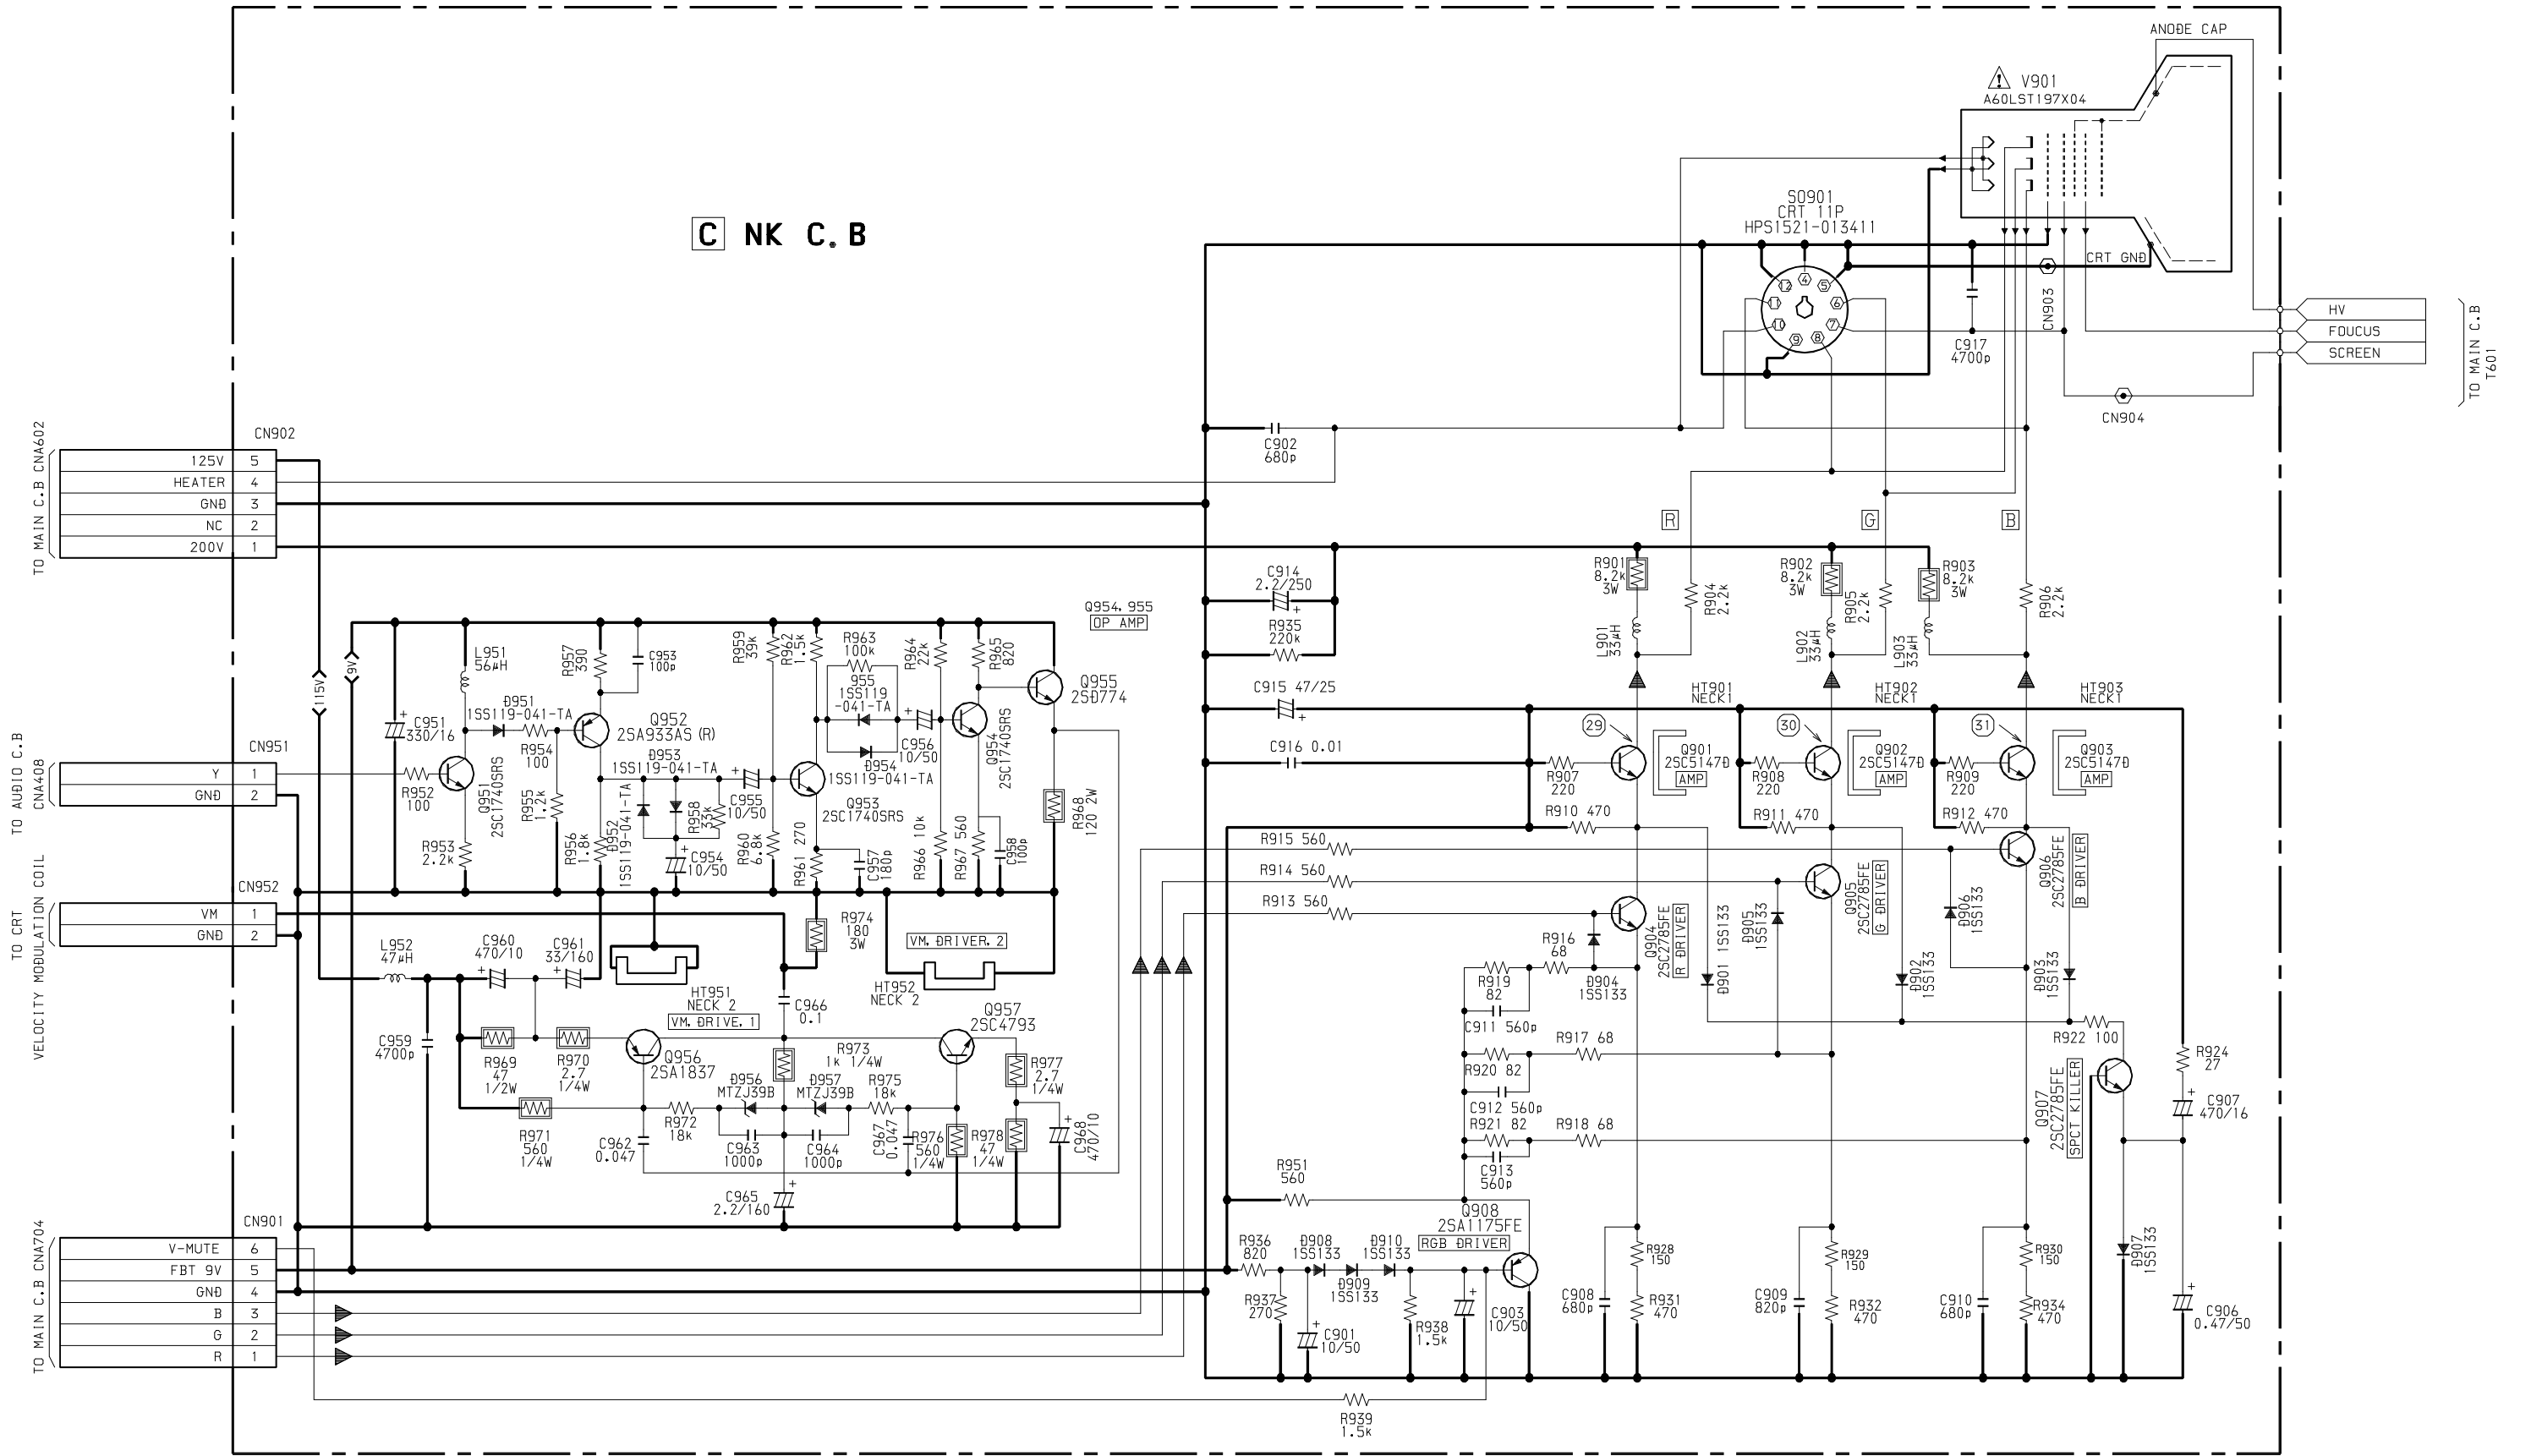 ANODE CAP
V901
A60LST197X04
C NK C.B
SO901
CRT 11P
HPS1521-013411
12 4 5
11 6
10 7
9 8
CRT GND
CN903
C917
4700p
HV
FOUCUS
SCREEN
TO MAIN C.B
T601
CN904
TO MAIN C.B CNA602
CN902
125V 5
HEATER 4
GND 3
NC 2
200V 1
C902
680p
R G B
115V
9V
C914
2.2/250
R935
220k
R901
8.2k
3W
R904
2.2k
R902
8.2k
3W
R905
2.2k
R903
8.2k
3W
R906
2.2k
L901
33μH
L902
33μH
L903
33μH
Q954.955
OP AMP
L951
56μH
R957
390
C953
100p
R959
39k
R962
1.5k
R963
100k
955
1SS119
-041-TA
R964
22k
R965
820
Q955
2SD774
D951
1SS119-041-TA
C951
330/16
R954
100
Q952
2SA933AS (R)
D953
1SS119-041-TA
C956
10/50
D954
1SS119-041-TA
Q954
2SC1740SRS
TO AUDIO C.B
CNA408
CN951
Y 1
GND 2
R952
100
Q951
2SC1740SRS
R955
1.2k
R953
2.2k
R956
1.8k
D952
1SS119-041-TA
R958
33k
C955
10/50
C954
10/50
R960
6.8k
Q953
2SC1740SRS
R961 270
C957
180p
R966 10k
R967 560
C958
100p
R968
120 2W
C915 47/25
C916 0.01
29
30
31
HT901
NECK1
HT902
NECK1
HT903
NECK1
Q901
2SC5147D
AMP
Q902
2SC5147D
AMP
Q903
2SC5147D
AMP
R907
220
R908
220
R909
220
R910 470
R911 470
R912 470
R915 560
R914 560
R913 560
Q904
2SC2785FE
R DRIVER
Q905
2SC2785FE
G DRIVER
Q906
2SC2785FE
B DRIVER
D901 1SS133
D905
1SS133
D902
1SS133
D906
1SS133
D903
1SS133
D904
1SS133
R916
68
R919
82
C911 560p
R917 68
R920 82
C912 560p
R921 82
R918 68
C913
560p
R922 100
Q907
2SC2785FE
SPCT KILLER
R924
27
C907
470/16
TO CRT
VELOCITY MODULATION COIL
CN952
VM 1
GND 2
L952
47μH
C960
470/10
C961
33/160
HT951
NECK 2
VM.DRIVE.1
R974
180
3W
VM.DRIVER.2
HT952
NECK 2
C966
0.1
Q957
2SC4793
C959
4700p
R969
47
1/2W
R970
2.7
1/4W
Q956
2SA1837
R973
1k 1/4W
R977
2.7
1/4W
D956
MTZJ39B
D957
MTZJ39B
R975
18k
R971
560
1/4W
R972
18k
C962
0.047
C963
1000p
C964
1000p
C967
0.047
R976
560
1/4W
R978
47
1/4W
C968
470/10
C965
2.2/160
TO MAIN C.B CNA704
CN901
V-MUTE 6
FBT 9V 5
GND 4
B 3
G 2
R 1
R951
560
Q908
2SA1175FE
RGB DRIVER
R936
820
D908
1SS133
D910
1SS133
D909
1SS133
R937
270
C901
10/50
R938
1.5k
C903
10/50
R939
1.5k
C908
680p
R928
150
R931
470
C909
820p
R929
150
R932
470
C910
680p
R930
150
R934
470
D907
1SS133
C906
0.47/50